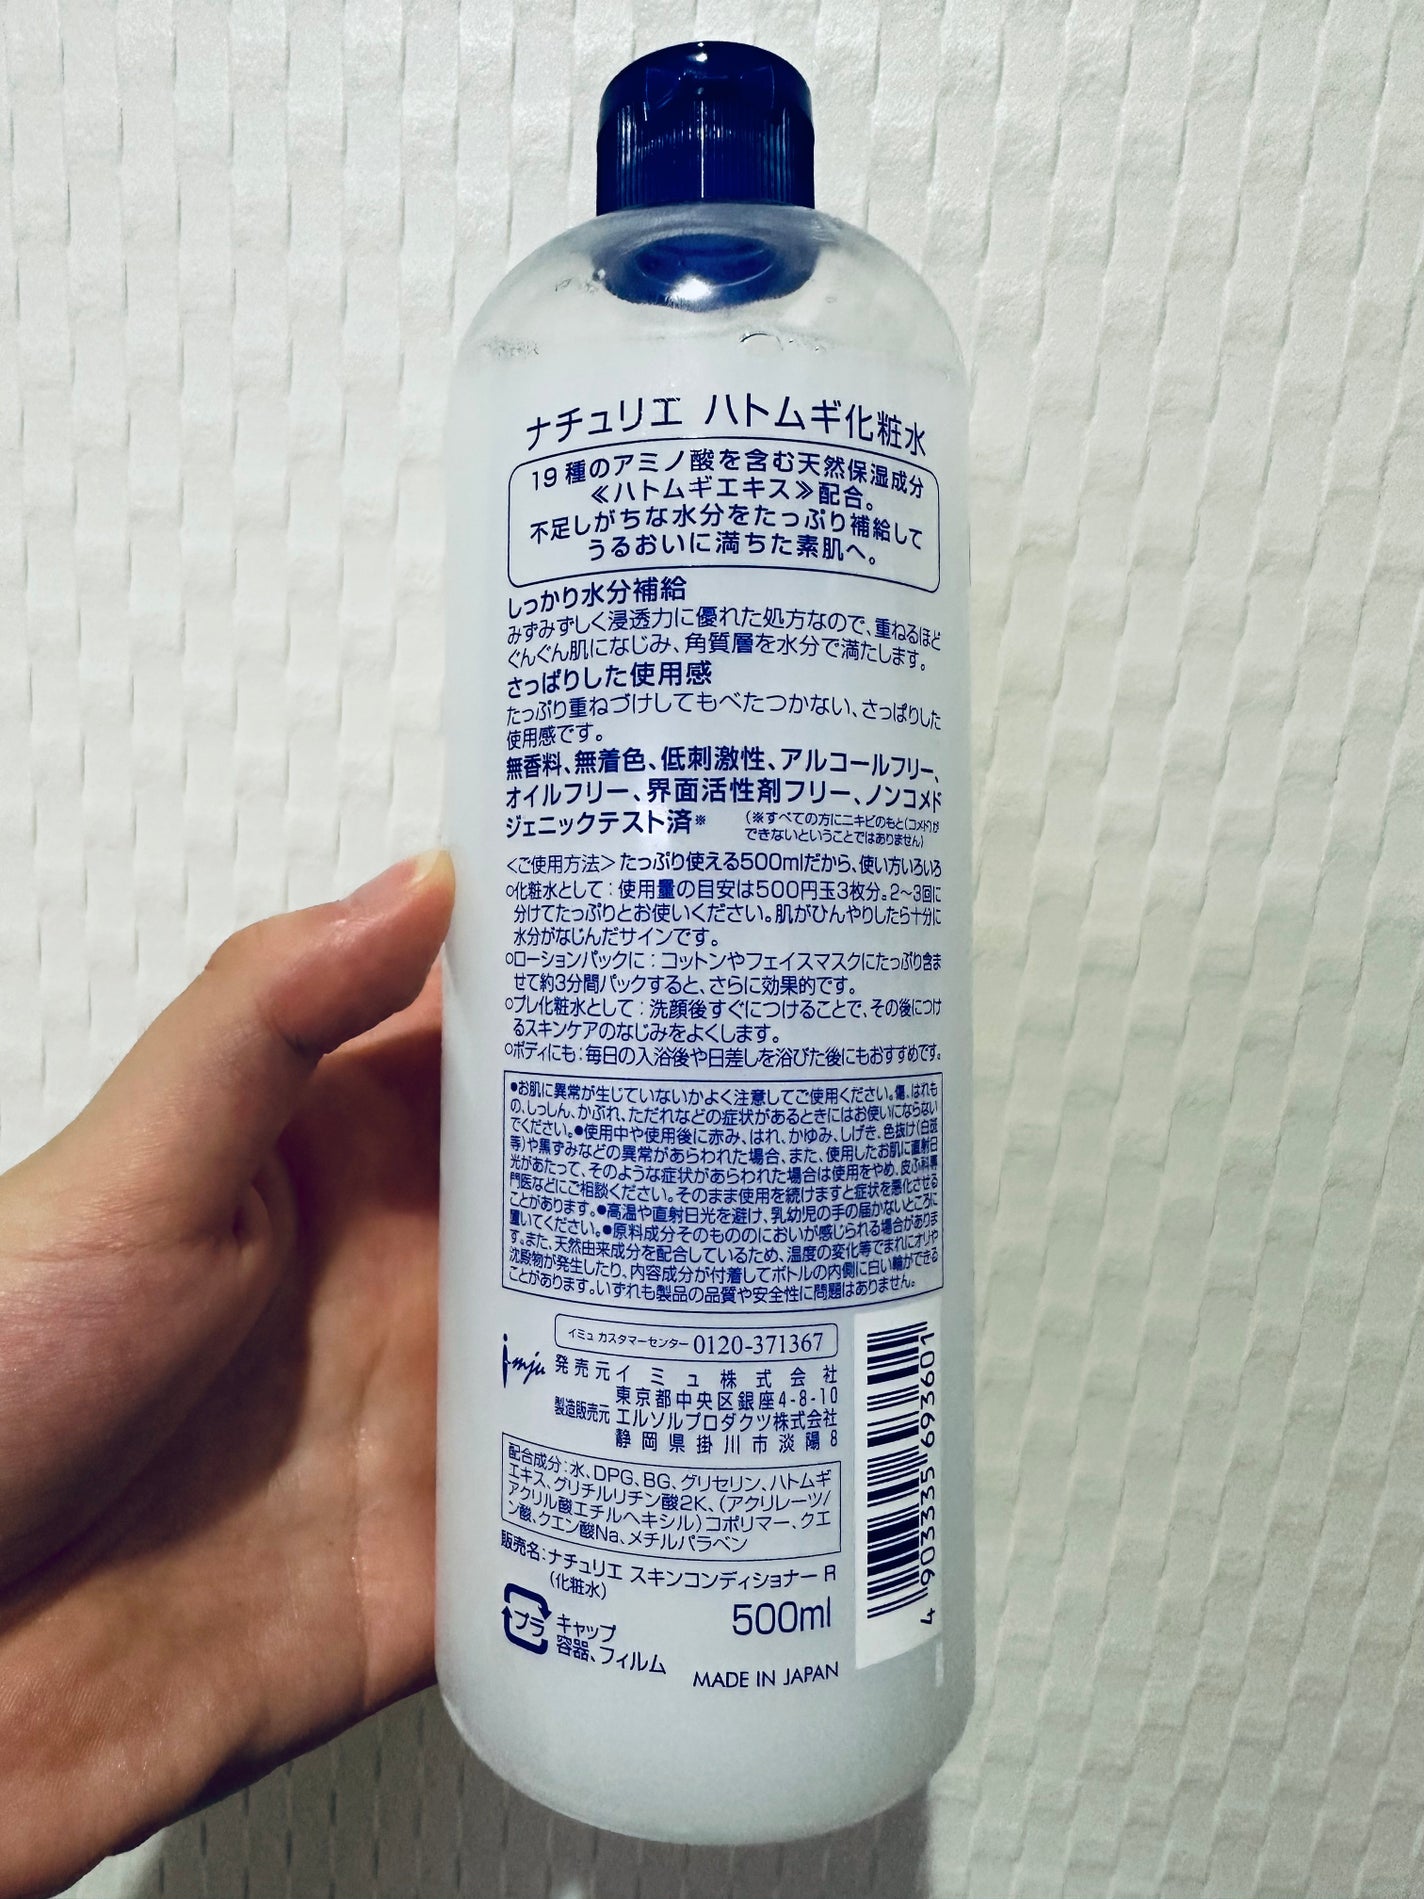 ナチュリエ ハトムギ化粧水
19種のアミノ酸を含む天然保湿成分
≪ハトムギエキス≫配合。
不足しがちな水分をたっぷり補給して
うるおいに満ちた素肌へ。
しっかり水分補給
みずみずしく浸透力に優れた処方なので、重ねるほど
ぐんぐん肌になじみ、角質層を水分で満たします。
さっぱりした使用感
たっぷり重ねづけしてもべたつかない、さっぱりした
使用感です。
無香料、無着色、低刺激性、アルコールフリー、
オイルフリー、界面活性剤フリー、ノンコメド
ジェニックテスト済※
(※すべての方にニキビのもと(コメド)が
できないということではありません)
<ご使用方法>たっぷり使える500mlだから、使い方いろいろ
○化粧水として:使用量の目安は500円玉3枚分。2~3回に
分けてたっぷりとお使いください。肌がひんやりしたら十分に
水分がなじんだサインです。
○ローションパックに:コットンやフェイスマスクにたっぷり含ま
せて約3分間パックすると、さらに効果的です。
○プレ化粧水として:洗顔後すぐにつけることで、その後につけ
るスキンケアのなじみをよくします。
○ボディにも:毎日の入浴後や日差しを浴びた後にもおすすめです。
●お肌に異常が生じていないかよく注意してご使用ください。傷、はれも
の、しっしん、かぶれ、ただれなどの症状があるときにはお使いにならない
でください。●使用中や使用後に赤み、はれ、かゆみ、しげき、色抜け(白斑
等)や黒ずみなどの異常があらわれた場合、また、使用したお肌に直射日
光があたって、そのような症状があらわれた場合は使用をやめ、皮ふ科専
門医などにご相談ください。そのまま使用を続けますと症状を悪化させる
ことがあります。●高温や直射日光を避け、乳幼児の手の届かないところに
置いてください。●原料成分そのもののにおいが感じられる場合がありま
す。また、天然由来成分を配合しているため、温度の変化等でまれにオリや
沈殿物が発生したり、内容成分が付着してボトルの内側に白い輪ができる
ことがあります。いずれも製品の品質や安全性に問題はありません。
イミュ カスタマーセンター 0120-371367
imju
発売元 イミュ株式会社
東京都中央区銀座4-8-10
製造販売元 エルソルプロダクツ株式会社
静岡県掛川市淡陽8
配合成分:水、DPG、BG、グリセリン、ハトムギ
エキス、グリチルリチン酸2K、(アクリレーツ/
アクリル酸エチルヘキシル)コポリマー、クエ
ン酸、クエン酸Na、メチルパラベン
販売名:ナチュリエ スキンコンディショナー R
(化粧水)
500ml
プラ
キャップ
容器、フィルム
MADE IN JAPAN
4 903335 693601